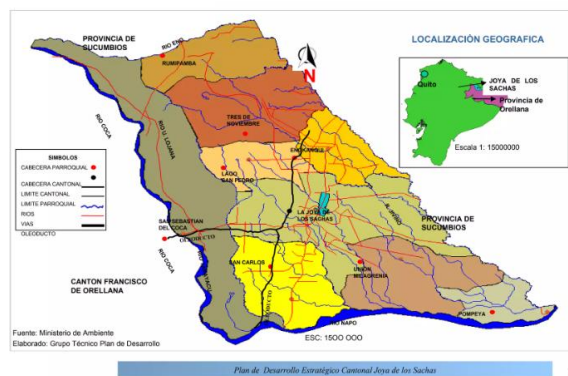 PROVINCIA DE
SUCUMBIOS
RIO ENO
RUMIPAMBA
N
LOCALIZACIÓN GEOGRAFICA
Quito
JOYA DE LOS
SACHAS
Provincia de
Orellana
Escala 1: 15000000
TRES DE
NOVIEMBRE
ENOKANQUI
RIO COCA
LAGO
SAN PEDRO
SIMBOLOS
CABECERA PARROQUIAL
CABECERA CANTONAL
LIMITE CANTONAL
LIMITE PARROQUIAL
RIOS
VIAS
OLEODUCTO
SAN SEBASTIAN
DEL COCA
OLEODUCTO
LA JOYA DE
LOS SACHAS
PROVINCIA DE
SUCUMBIOS
RIO COCA
SAN CARLOS
UNION
MILAGREÑA
CANTON FRANCISCO
DE ORELLANA
POMPEYA
RIO NAPO
ESC: 1500 OOO
Fuente: Ministerio de Ambiente
Elaborado: Grupo Técnico Plan de Desarrollo
Plan de Desarrollo Estratégico Cantonal Joya de los Sachas